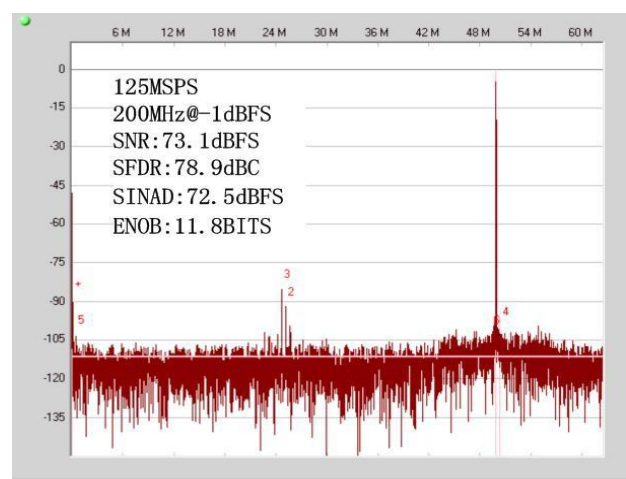 6 M 12 M 18 M 24 M 30 M 36 M 42 M 48 M 54 M 60 M
0
125MSPS
-15
200MHz@-1dBFS
-30
SNR:73.1dBFS
SFDR:78.9dBC
-45
SINAD:72.5dBFS
-60
ENOB:11.8BITS
-75
3
+
2
-90
5
4
6
-105
-120
-135